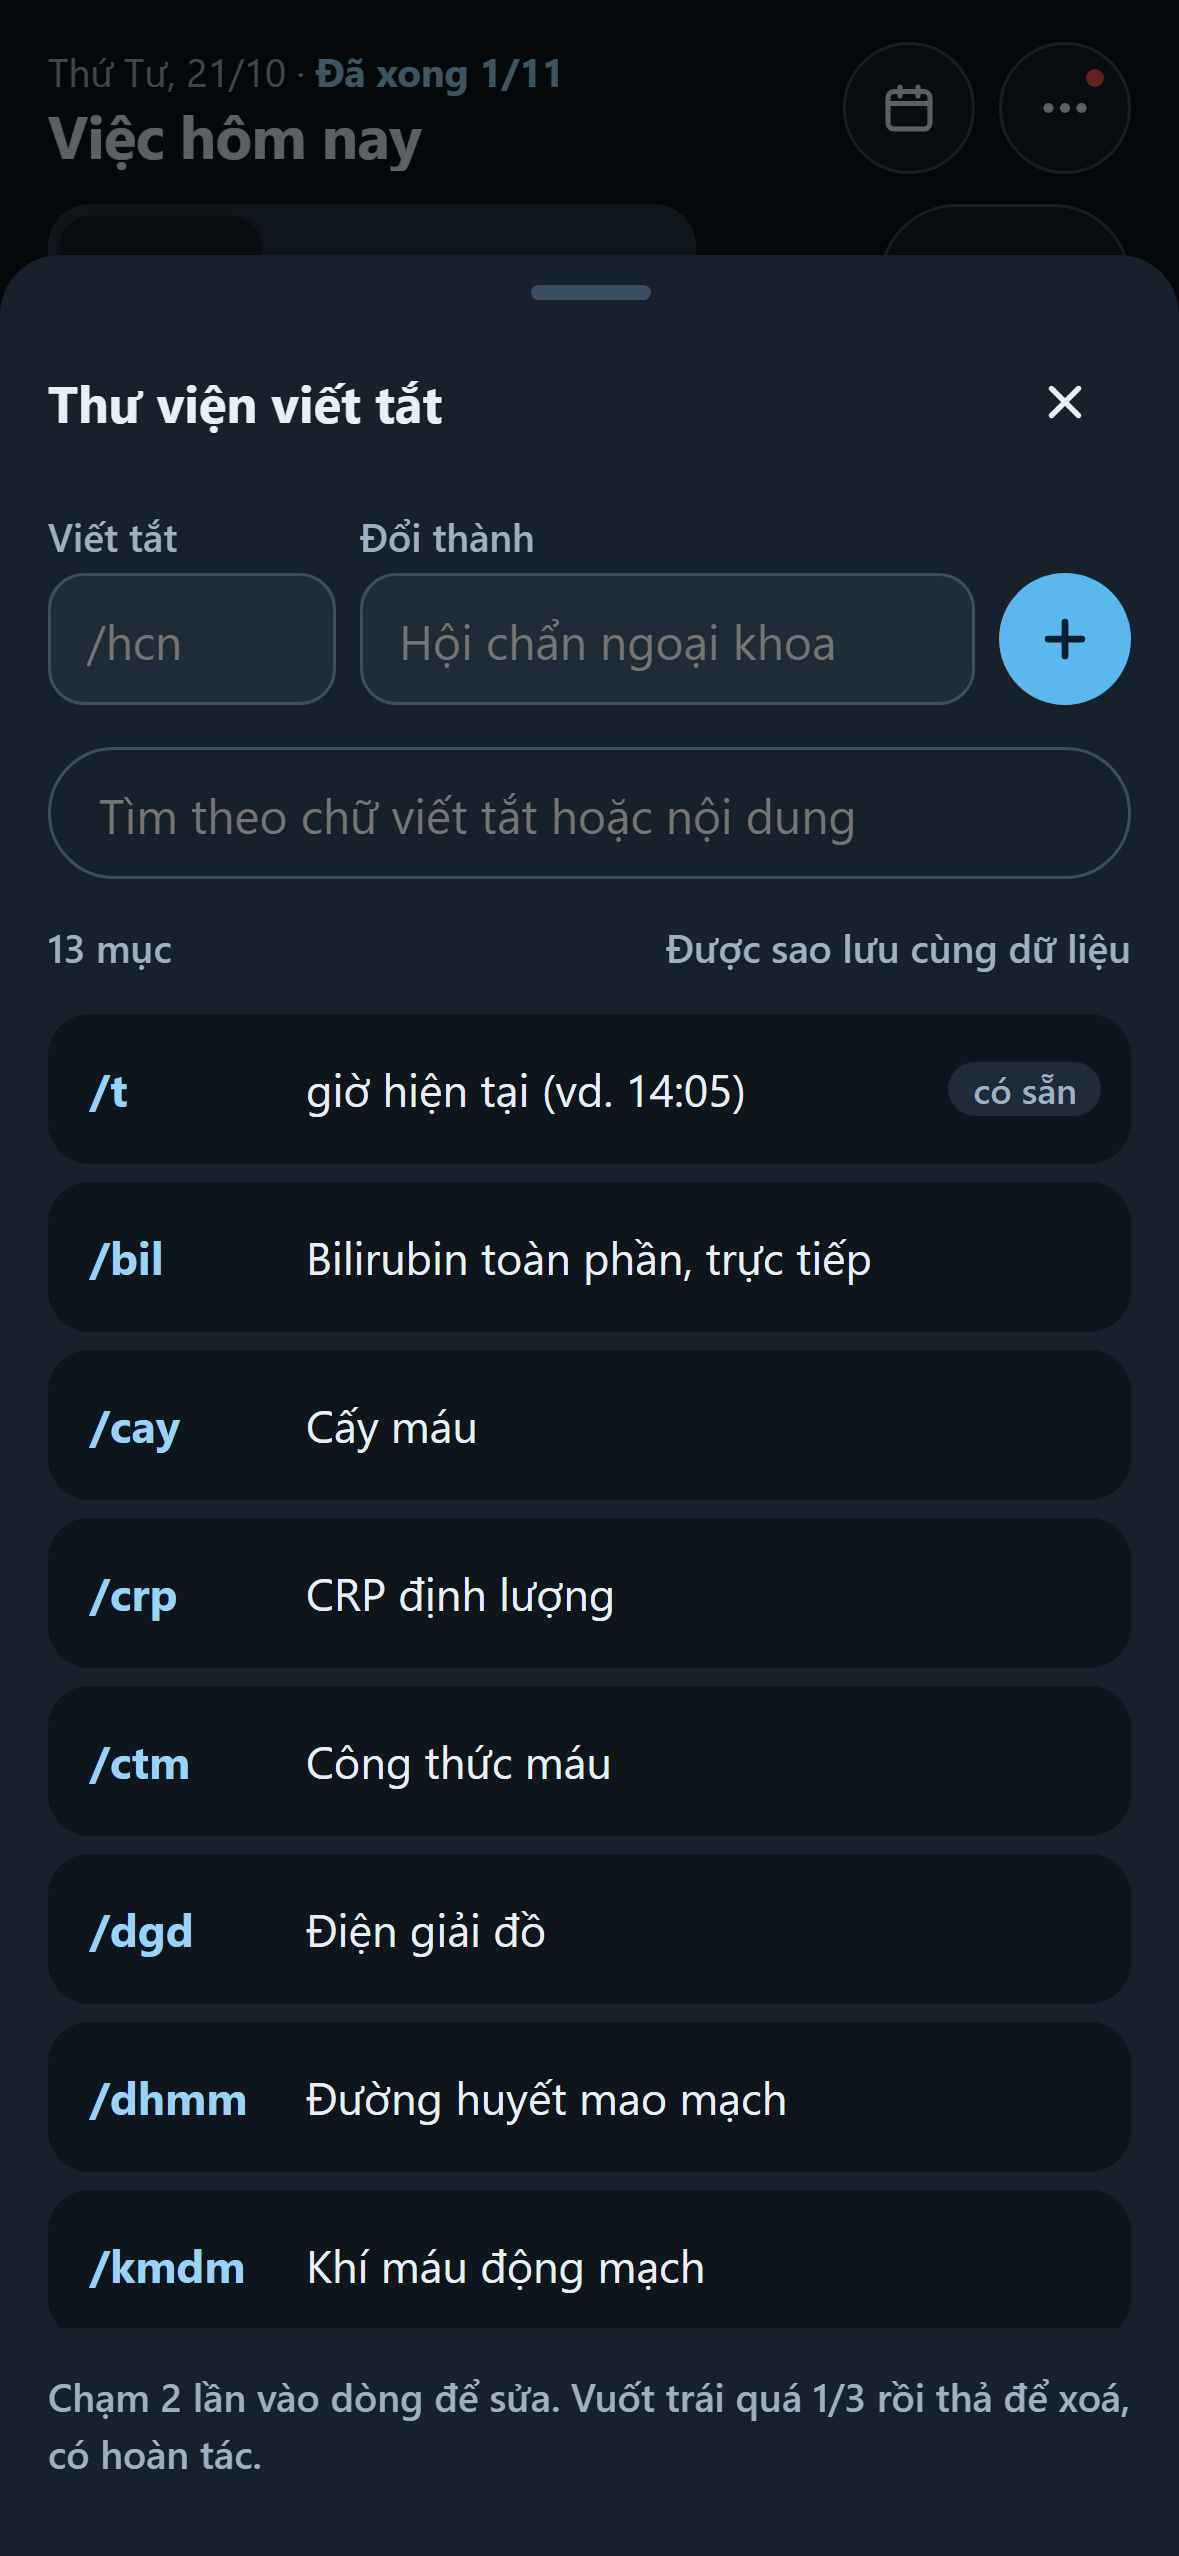 Thứ Tư, 21/10 · Đã xong 1/11
Việc hôm nay
Thư viện viết tắt
Viết tắt
Đổi thành
/hcn
Hội chẩn ngoại khoa
Tìm theo chữ viết tắt hoặc nội dung
13 mục
Được sao lưu cùng dữ liệu
/t giờ hiện tại (vd. 14:05) có sẵn
/bil Bilirubin toàn phần, trực tiếp
/cay Cấy máu
/crp CRP định lượng
/ctm Công thức máu
/dgd Điện giải đồ
/dhmm Đường huyết mao mạch
/kmdm Khí máu động mạch
Chạm 2 lần vào dòng để sửa. Vuốt trái quá 1/3 rồi thả để xoá,
có hoàn tác.